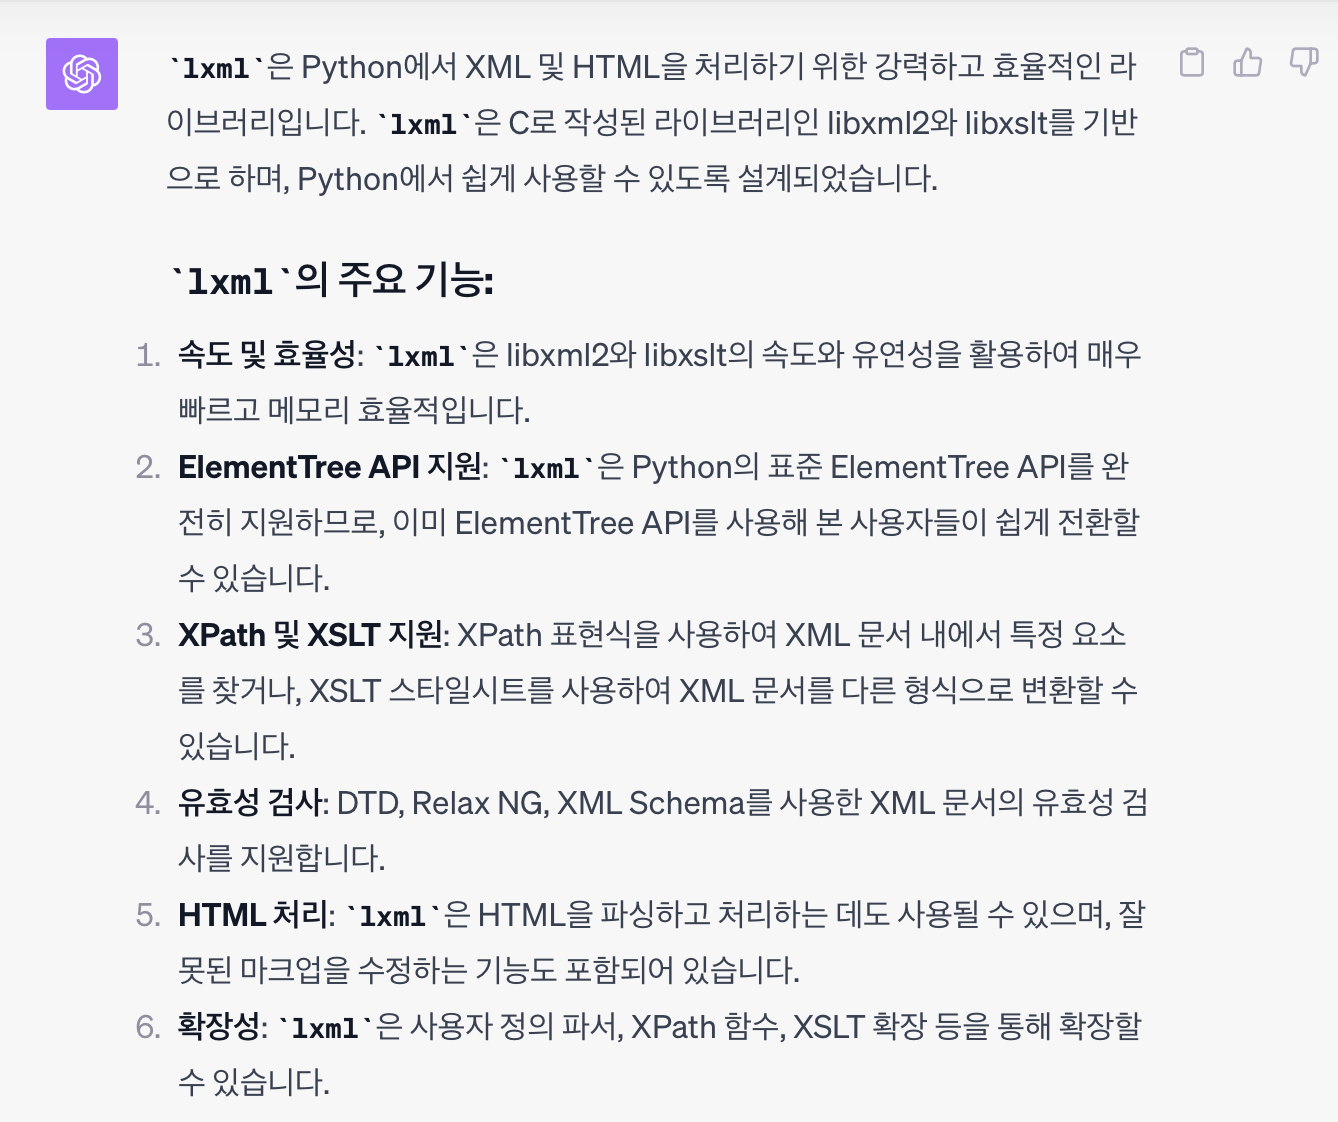 `lxml`은 Python에서 XML 및 HTML을 처리하기 위한 강력하고 효율적인 라
이브러리입니다. `lxml`은 C로 작성된 라이브러리인 libxml2와 libxslt를 기반
으로 하며, Python에서 쉽게 사용할 수 있도록 설계되었습니다.
`lxml`의 주요 기능:
1. 속도 및 효율성: `lxml`은 libxml2와 libxslt의 속도와 유연성을 활용하여 매우
빠르고 메모리 효율적입니다.
2. ElementTree API 지원: `lxml`은 Python의 표준 ElementTree API를 완
전히 지원하므로, 이미 ElementTree API를 사용해 본 사용자들이 쉽게 전환할
수 있습니다.
3. XPath 및 XSLT 지원: XPath 표현식을 사용하여 XML 문서 내에서 특정 요소
를 찾거나, XSLT 스타일시트를 사용하여 XML 문서를 다른 형식으로 변환할 수
있습니다.
4. 유효성 검사: DTD, Relax NG, XML Schema를 사용한 XML 문서의 유효성 검
사를 지원합니다.
5. HTML 처리: `lxml`은 HTML을 파싱하고 처리하는 데도 사용될 수 있으며, 잘
못된 마크업을 수정하는 기능도 포함되어 있습니다.
6. 확장성: `lxml`은 사용자 정의 파서, XPath 함수, XSLT 확장 등을 통해 확장할
수 있습니다.